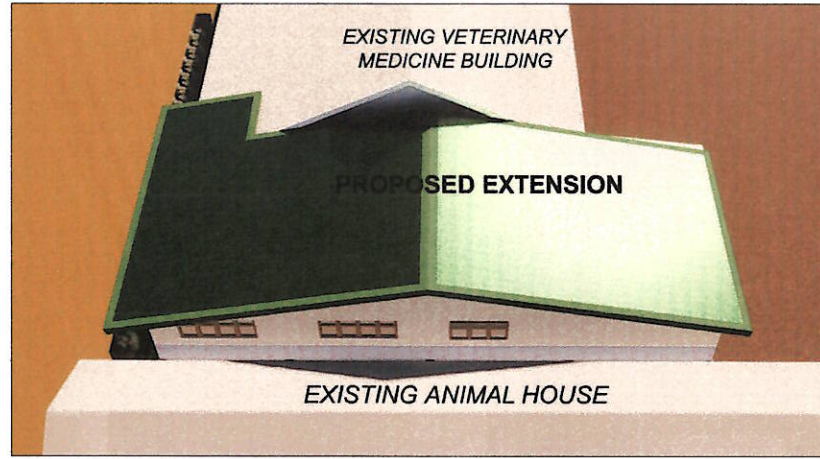 EXISTING VETERINARY
MEDICINE BUILDING
PROPOSED EXTENSION
EXISTING ANIMAL HOUSE